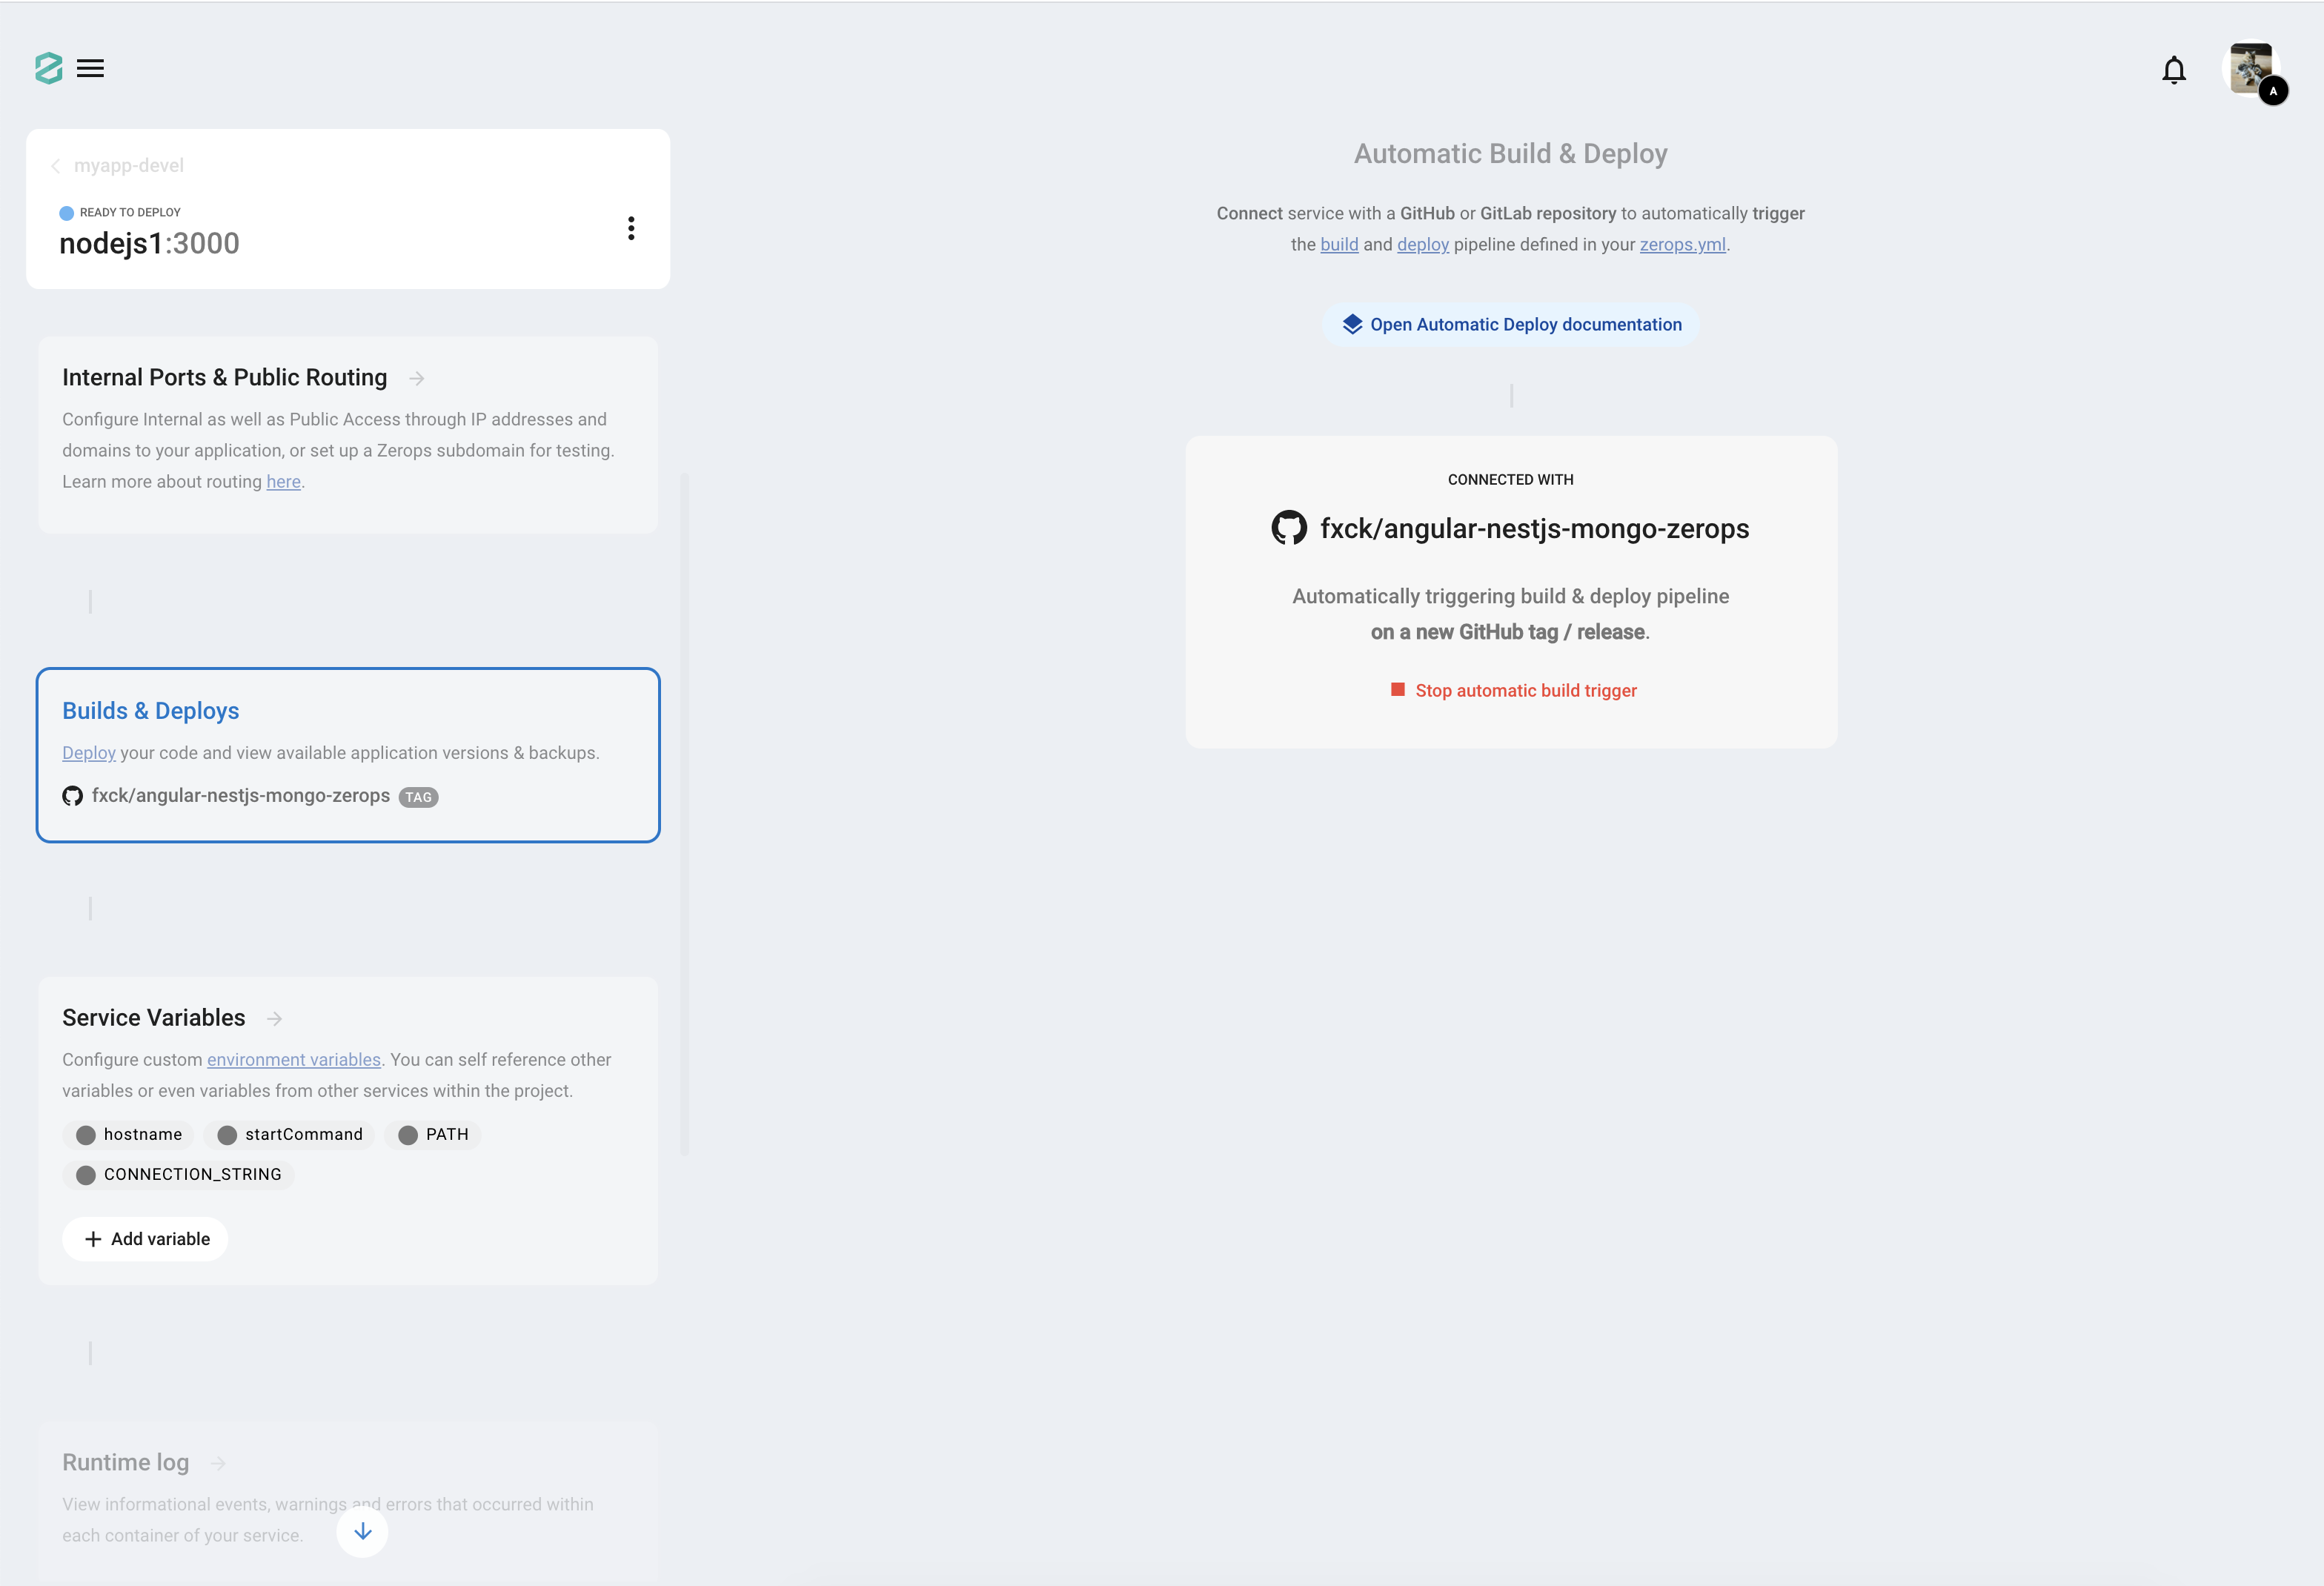 A
myapp-devel
READY TO DEPLOY
nodejs1:3000
Internal Ports & Public Routing
Configure Internal as well as Public Access through IP addresses and
domains to your application, or set up a Zerops subdomain for testing.
Learn more about routing here.
Builds & Deploys
Deploy your code and view available application versions & backups.
fxck/angular-nestjs-mongo-zerops TAG
Service Variables
Configure custom environment variables. You can self reference other
variables or even variables from other services within the project.
hostname startCommand PATH
CONNECTION_STRING
Add variable
Runtime log
View informational events, warnings and errors that occurred within
each container of your service.
Automatic Build & Deploy
Connect service with a GitHub or GitLab repository to automatically trigger
the build and deploy pipeline defined in your zerops.yml.
Open Automatic Deploy documentation
CONNECTED WITH
fxck/angular-nestjs-mongo-zerops
Automatically triggering build & deploy pipeline
on a new GitHub tag / release.
Stop automatic build trigger